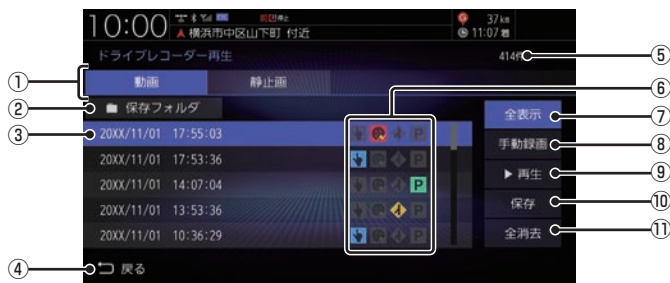 10:00
横浜市中区山下町 付近
37km
11:07着
ドライブレコーダー再生
414件
⑤
①
動画
静止画
⑥
②
保存フォルダ
全表示
⑦
③
20XX/11/01 17:55:03
手動録画
⑧
20XX/11/01 17:53:36
▶ 再生
⑨
20XX/11/01 14:07:04
P
保存
⑩
20XX/11/01 13:53:36
全消去
⑪
20XX/11/01 10:36:29
④
戻る